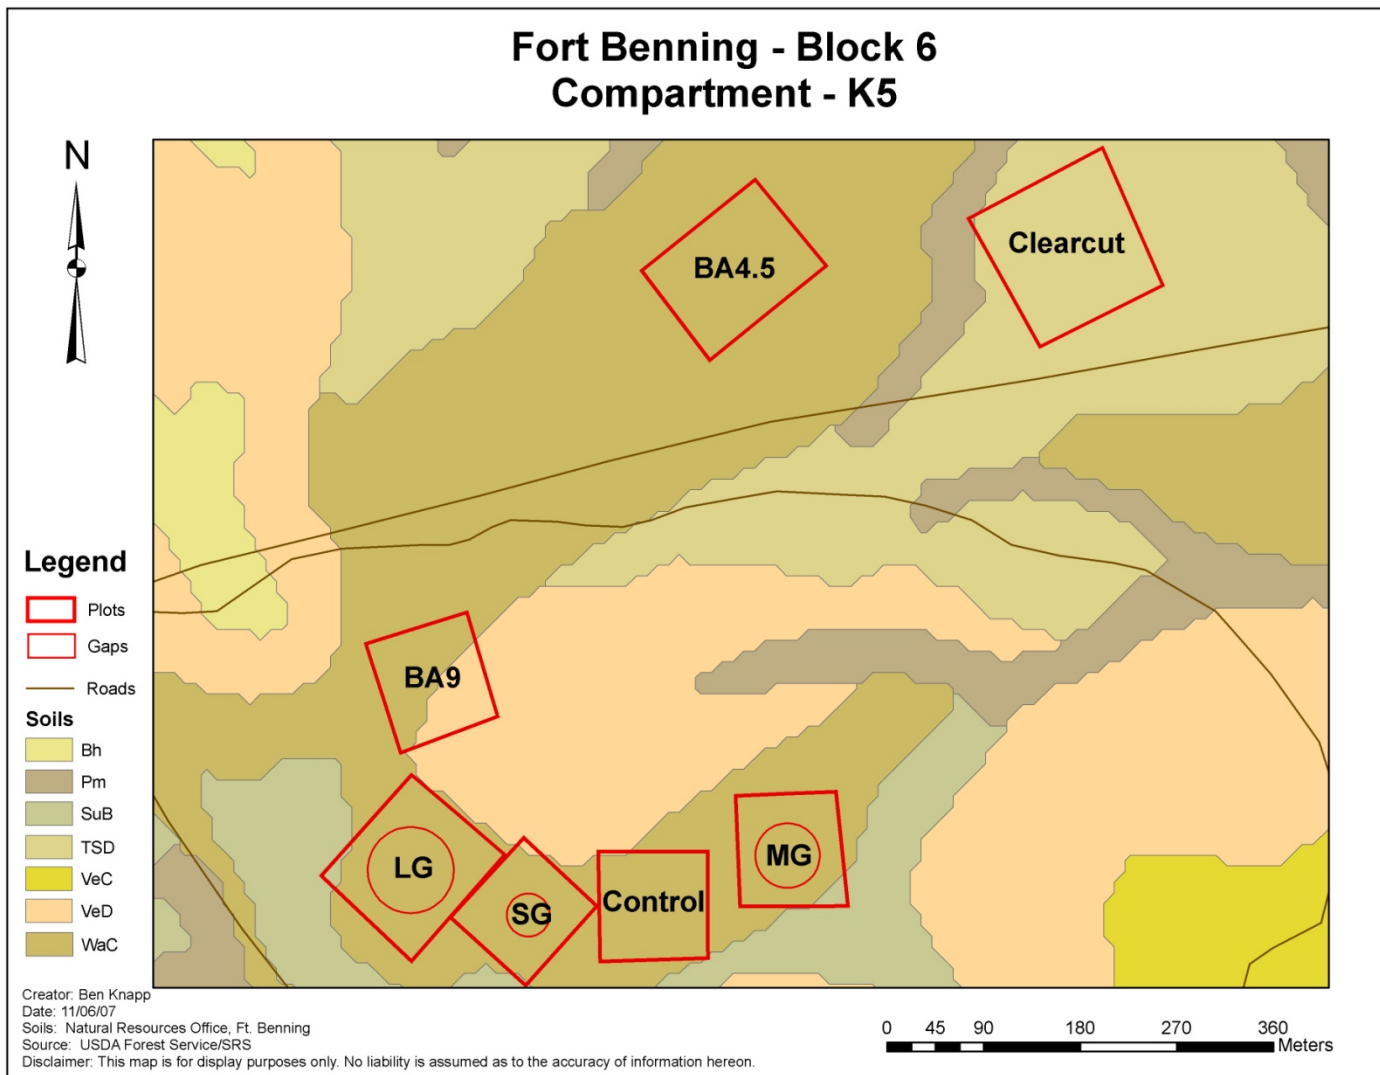 Fort Benning - Block 6
Compartment - K5
N
BA4.5
Clearcut
BA9
LG
SG
Control
MG
Legend
Plots
Gaps
Roads
Soils
Bh
Pm
SuB
TSD
VeC
VeD
WaC
Creator: Ben Knapp
Date: 11/06/07
Soils: Natural Resources Office, Ft. Benning
Source: USDA Forest Service/SRS
Disclaimer: This map is for display purposes only. No liability is assumed as to the accuracy of information hereon.
0 45 90 180 270 360
Meters